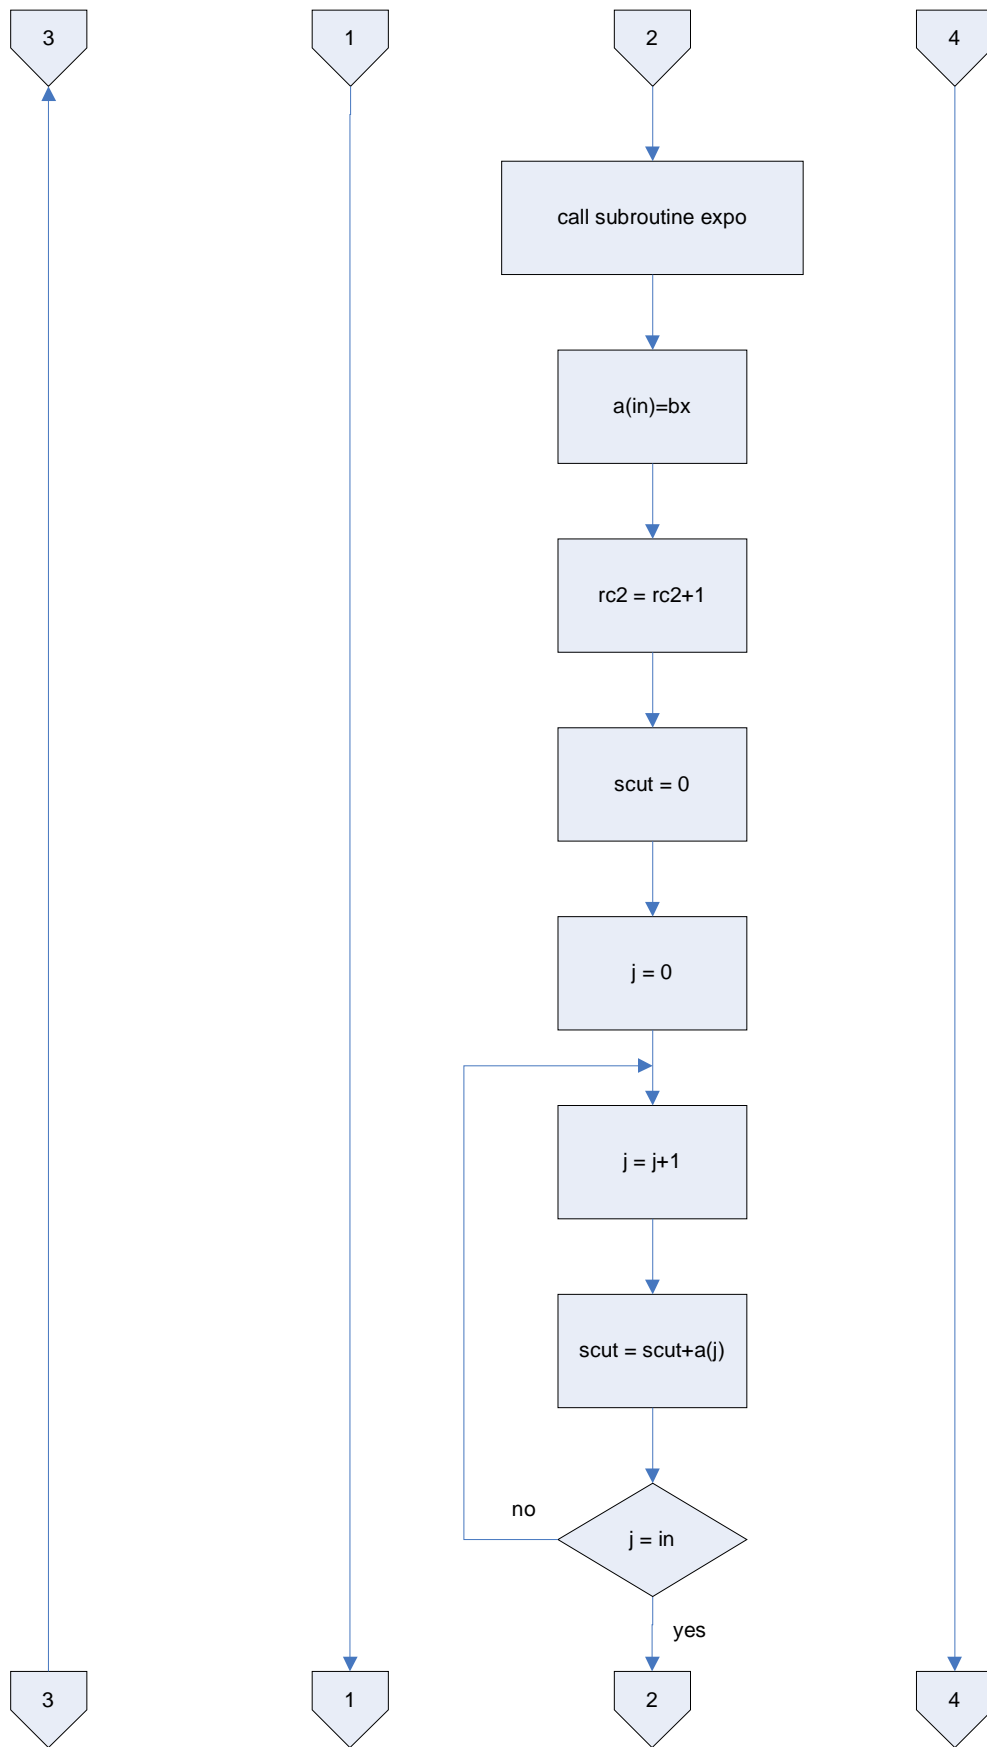 3
1
2
4
call subroutine expo
a(in)=bx
rc2 = rc2+1
scut = 0
j = 0
j = j+1
scut = scut+a(j)
no
j = in
yes
3
1
2
4